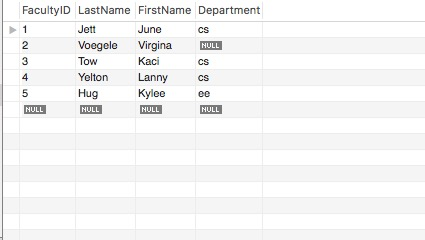 FacultyID LastName FirstName Department
1 Jett June cs
2 Voegele Virgina NULL
3 Tow Kaci cs
4 Yelton Lanny cs
5 Hug Kylee ee
NULL NULL NULL NULL